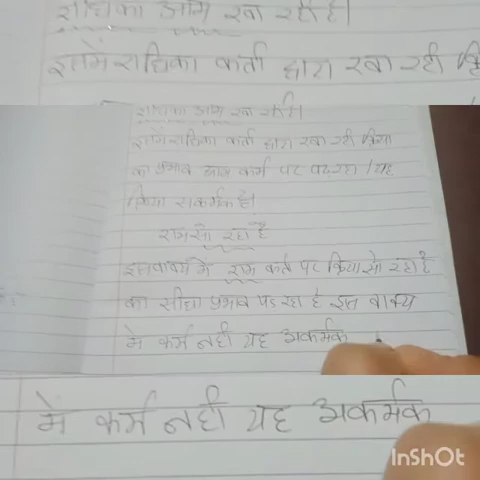 राधिका आम खा रही है।
इसमें राधिका कर्ता द्वारा खा रही क्रि
राधिका आम खा रही है।
इसमें राधिका कर्ता द्वारा खा रही क्रिया
का प्रभाव आम कर्म पर पड़ रहा। यह
क्रिया सकर्मक है।
राम सो रहा है
इस वाक्य में राम कर्ता पर क्रिया सो रहा है
का सीधा प्रभाव पड़ रहा है इस वाक्य
मे कर्म नही यह अकर्मक
मे कर्म नही यह अकर्मक
InShOt